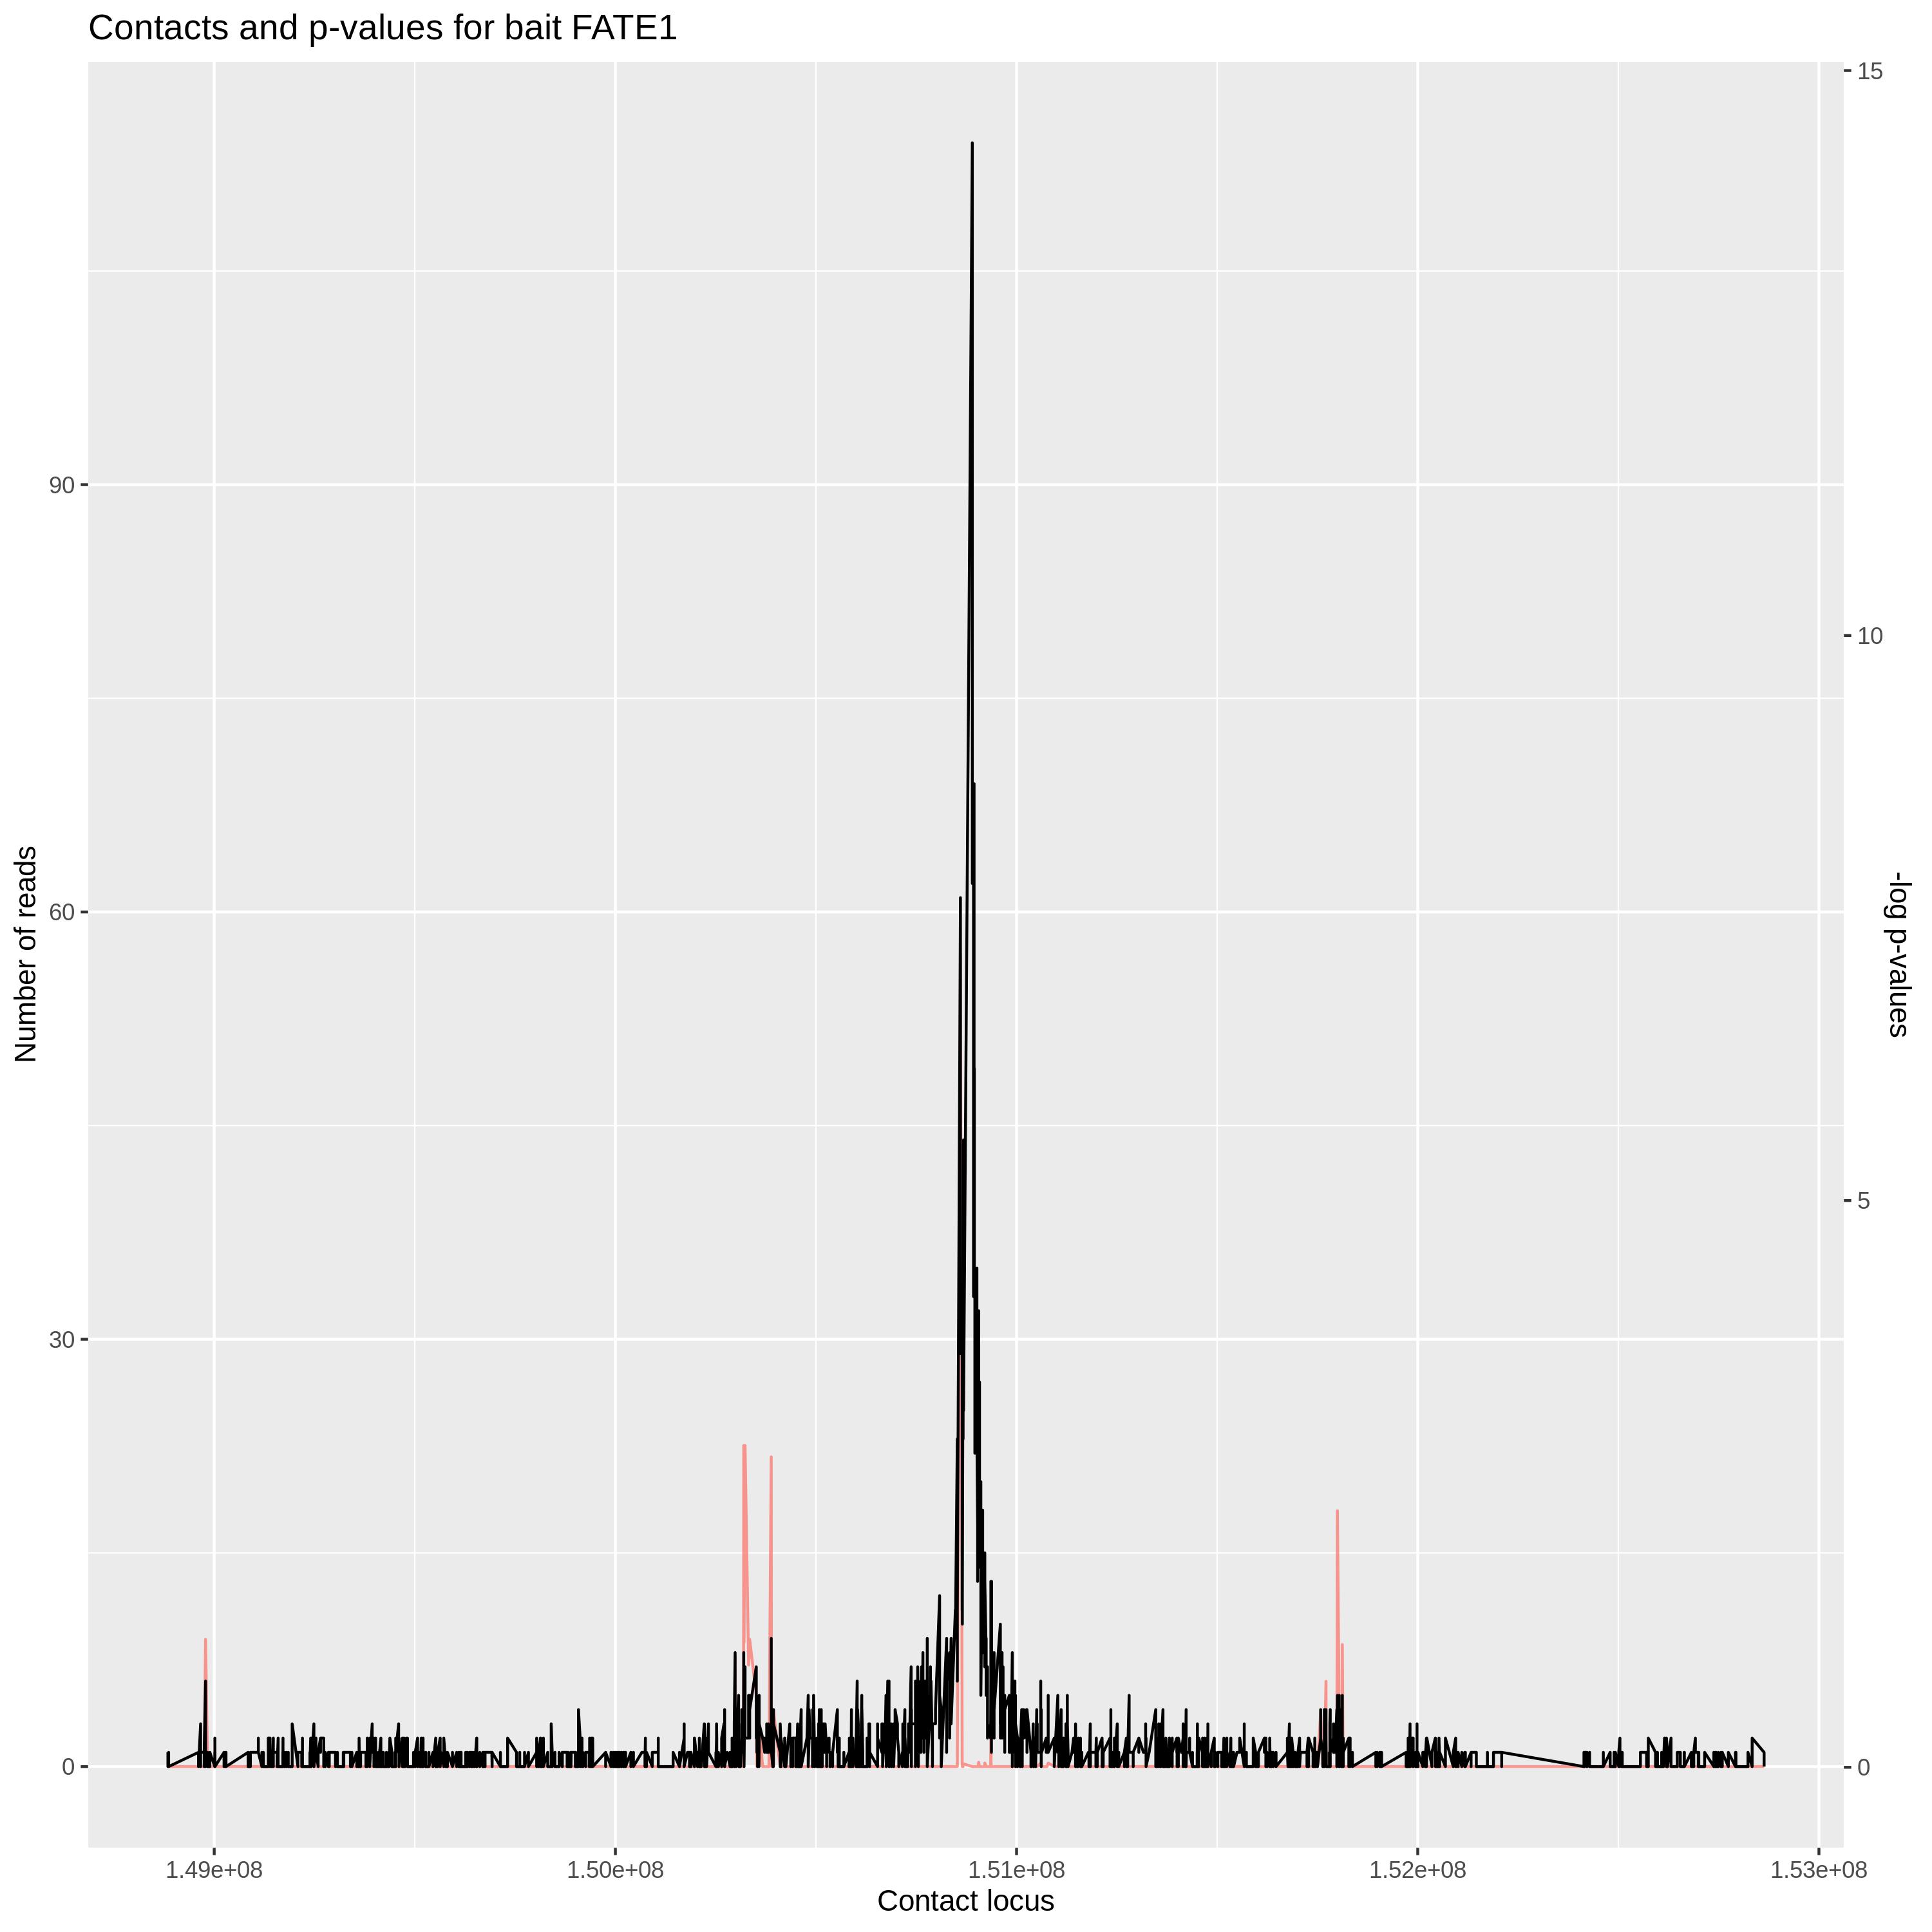 Contacts and p-values for bait FATE1
15
90
10
60
5
30
0
0
Number of reads
-log p-values
1.49e+08
1.50e+08
1.51e+08
1.52e+08
1.53e+08
Contact locus